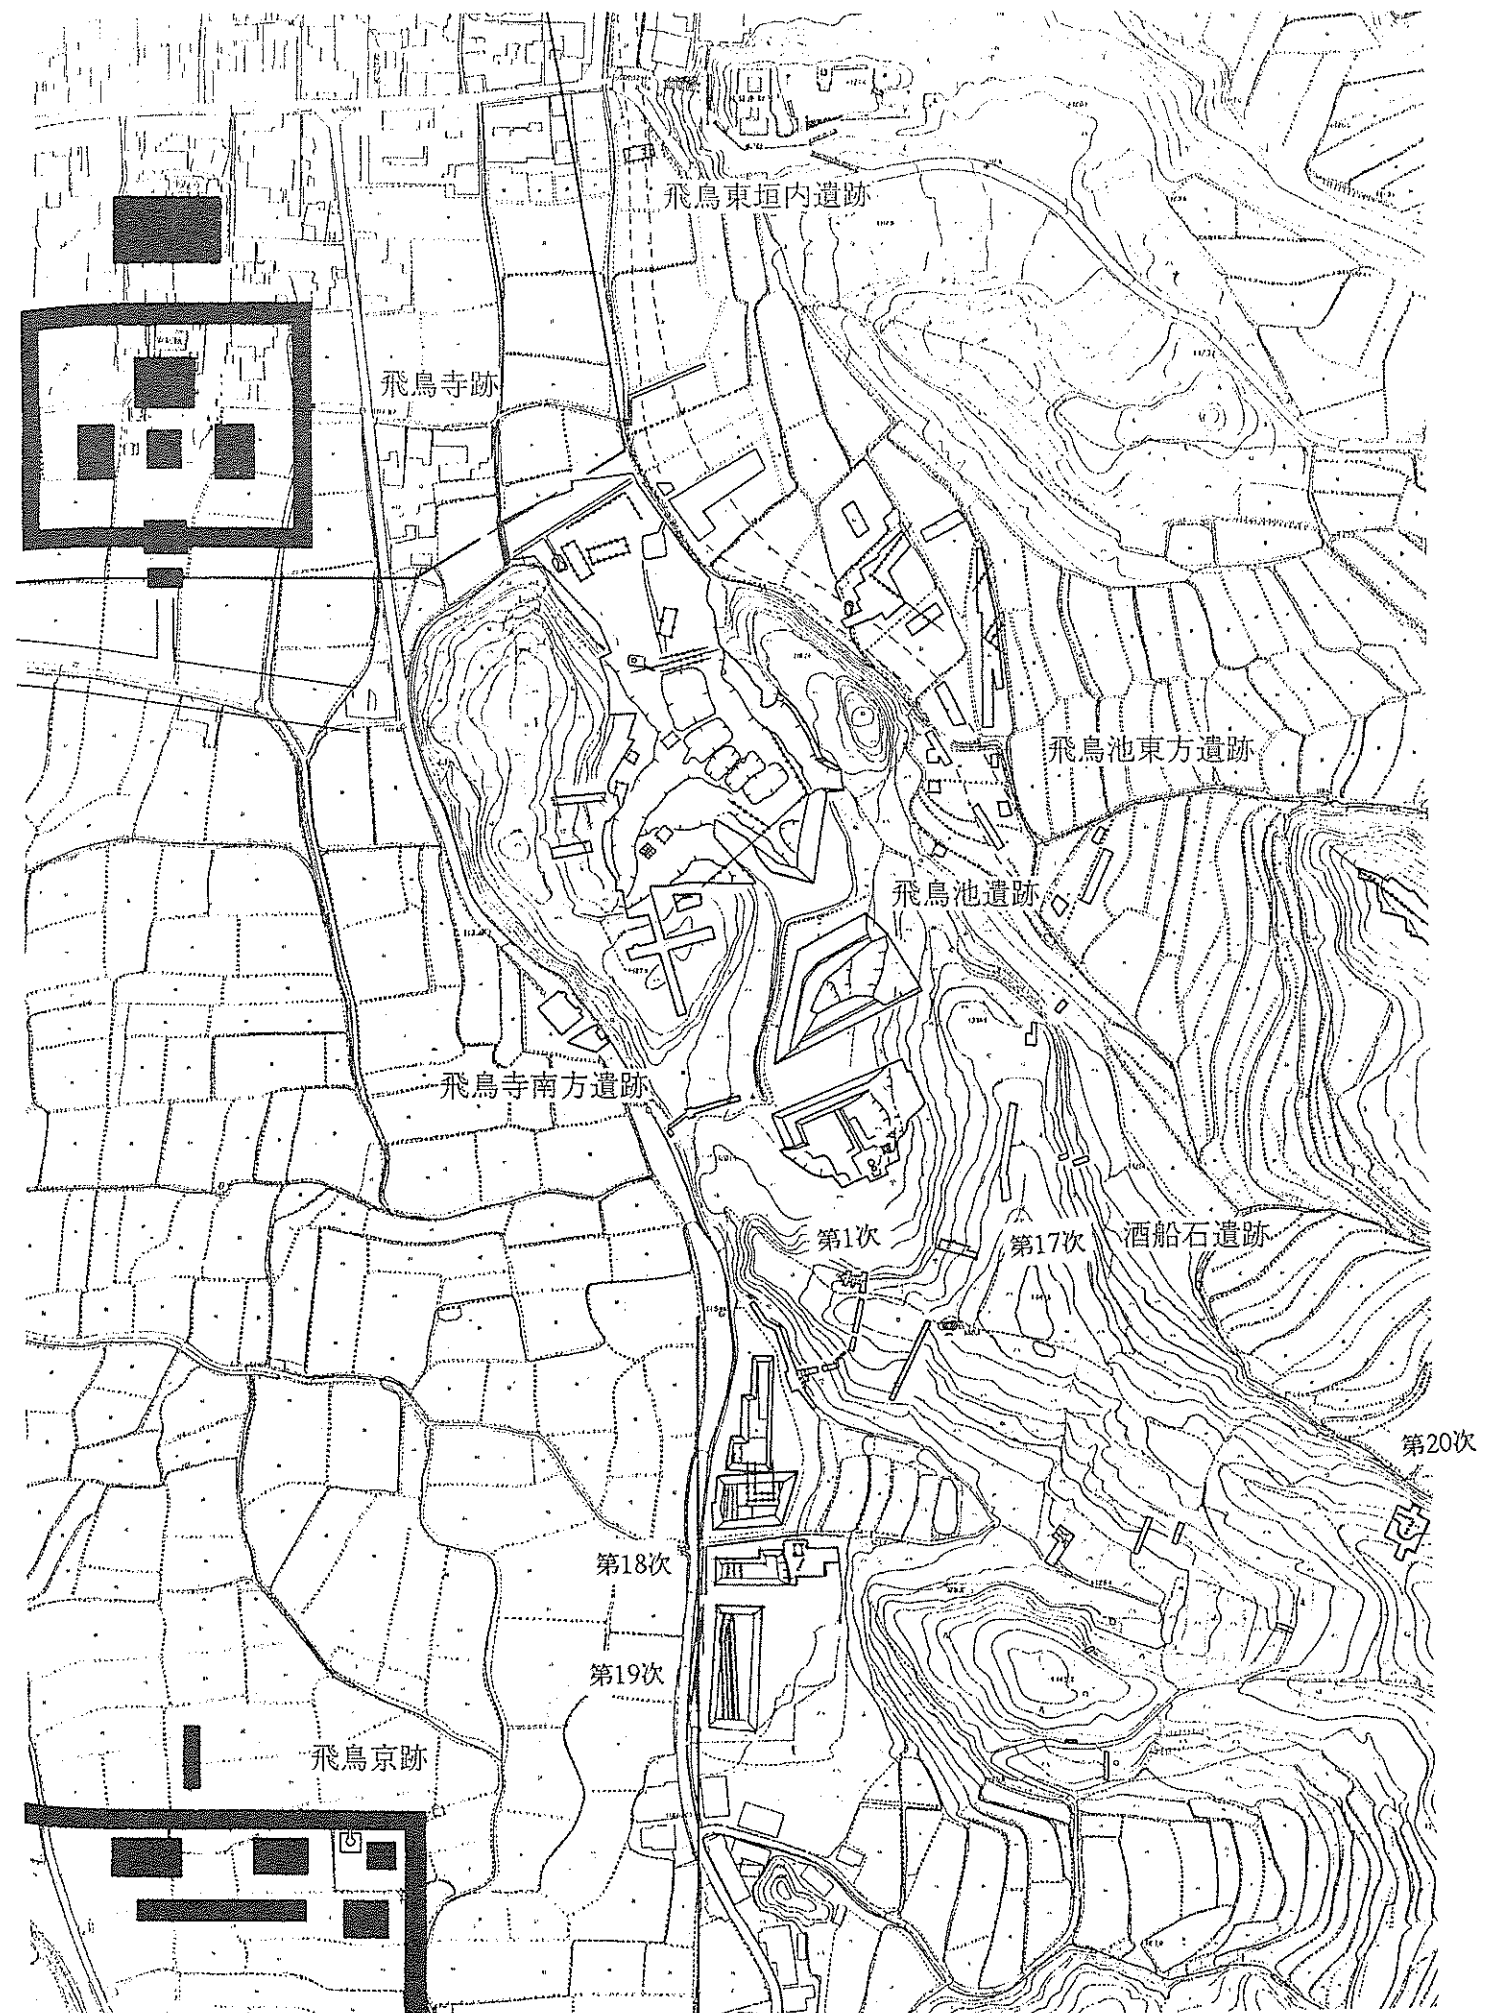 飛鳥東垣内遺跡
飛鳥寺跡
飛鳥池東方遺跡
飛鳥池遺跡
飛鳥寺南方遺跡
第1次
第17次
酒船石遺跡
第20次
第18次
第19次
飛鳥京跡